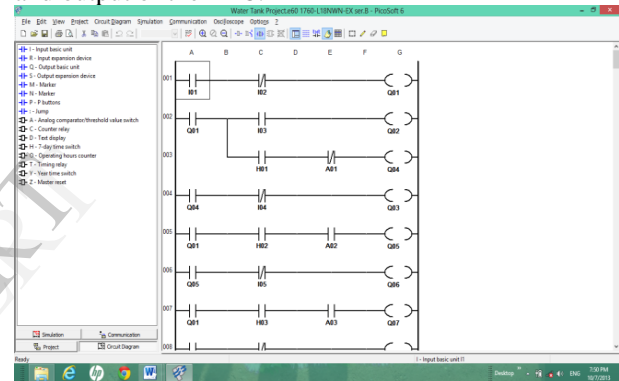 Water Tank Project.e60 1760-L18NWN-EX ser.B - PicoSoft 6
File Edit View Project Circuit Diagram Simulation Communication Oscilloscope Options ?
I - Input basic unit
R - Input expansion device
Q - Output basic unit
S - Output expansion device
M - Marker
N - Marker
P - P buttons
: - Jump
A - Analog comparator/threshold value switch
C - Counter relay
D - Text display
H - 7-day time switch
O - Operating hours counter
T - Timing relay
Y - Year time switch
Z - Master reset
Simulation Communication
Project Circuit Diagram
A B C D E F G
001 I01 I02 Q01
002 Q01 I03 Q02
003 H01 A01 Q04
004 Q04 I04 Q03
005 Q01 H02 A02 Q05
006 Q05 I05 Q06
007 Q01 H03 A03 Q07
008
Ready
I - Input basic unit
Desktop ENG 7:50 PM
10/7/2013